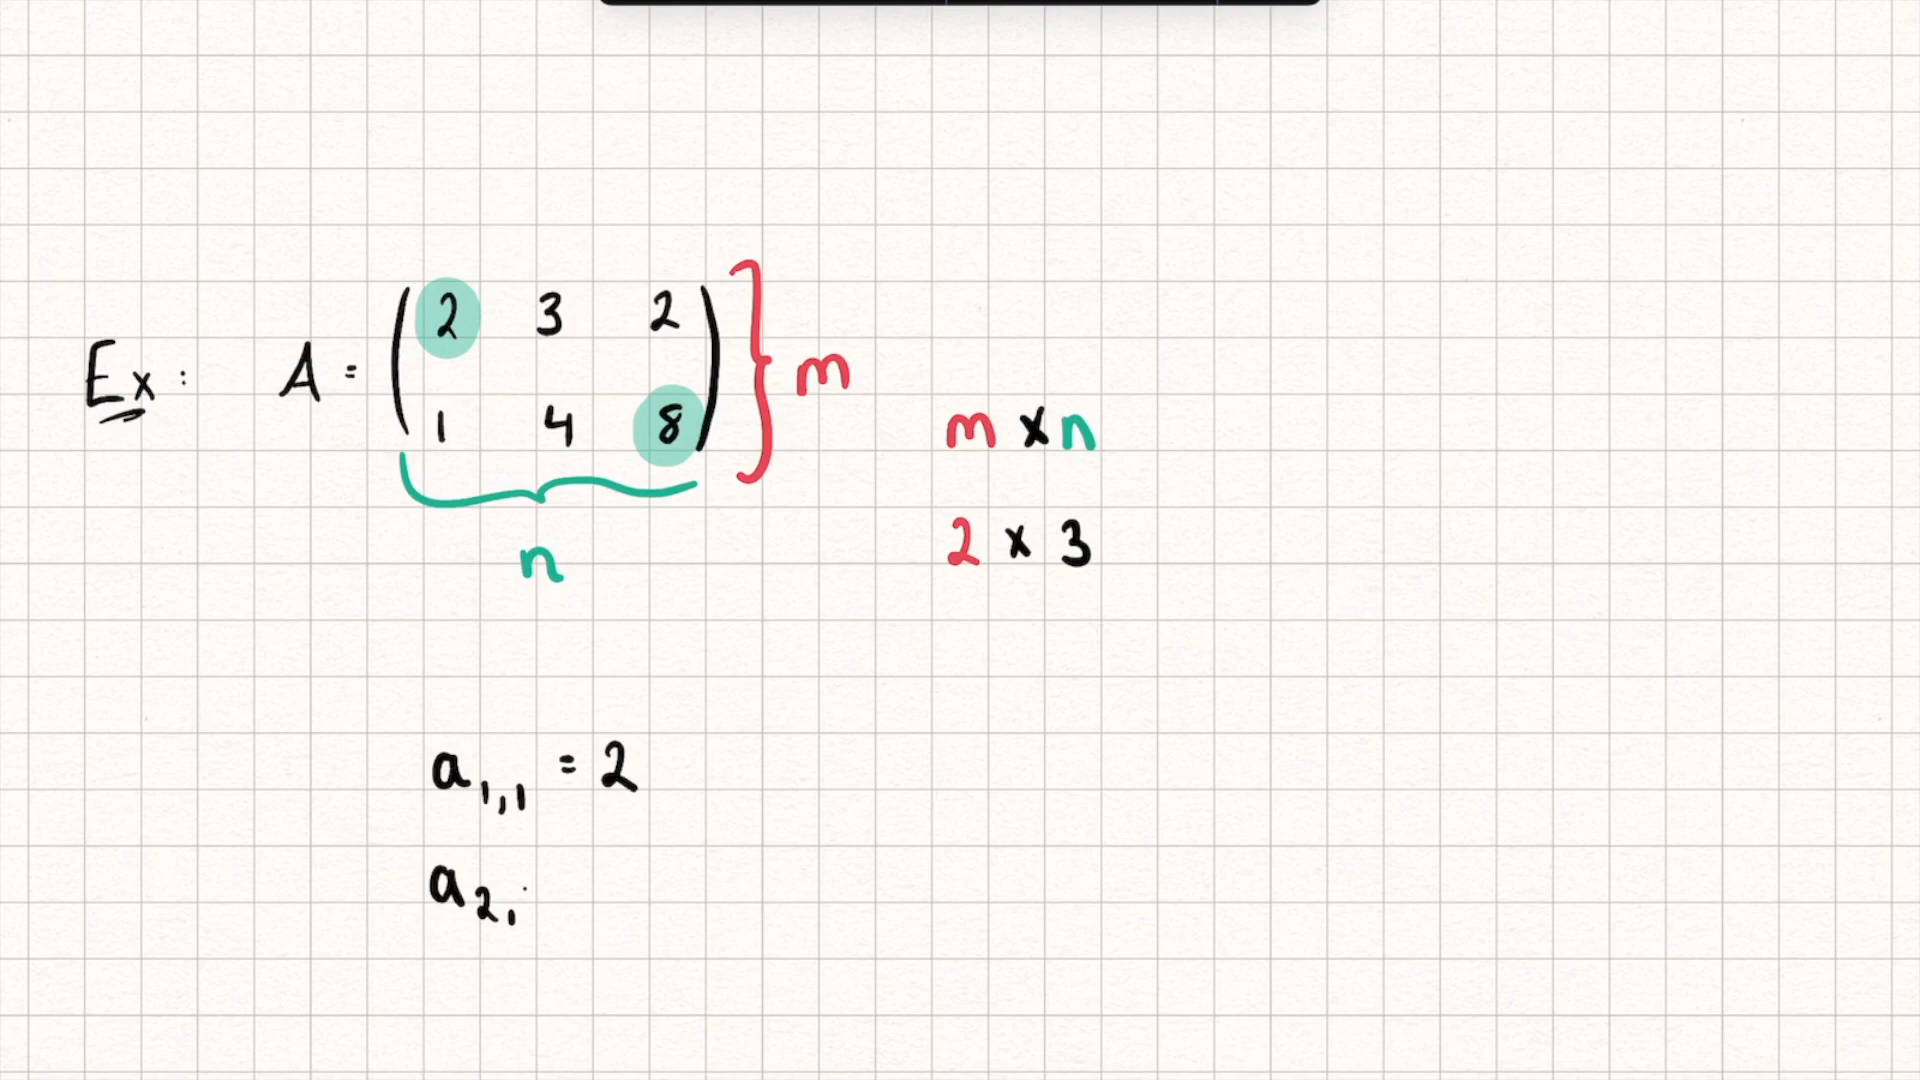 Ex : A = ( 2 3 2
1 4 8 ) } m
n
m x n
2 x 3
a1,1 = 2
a2,